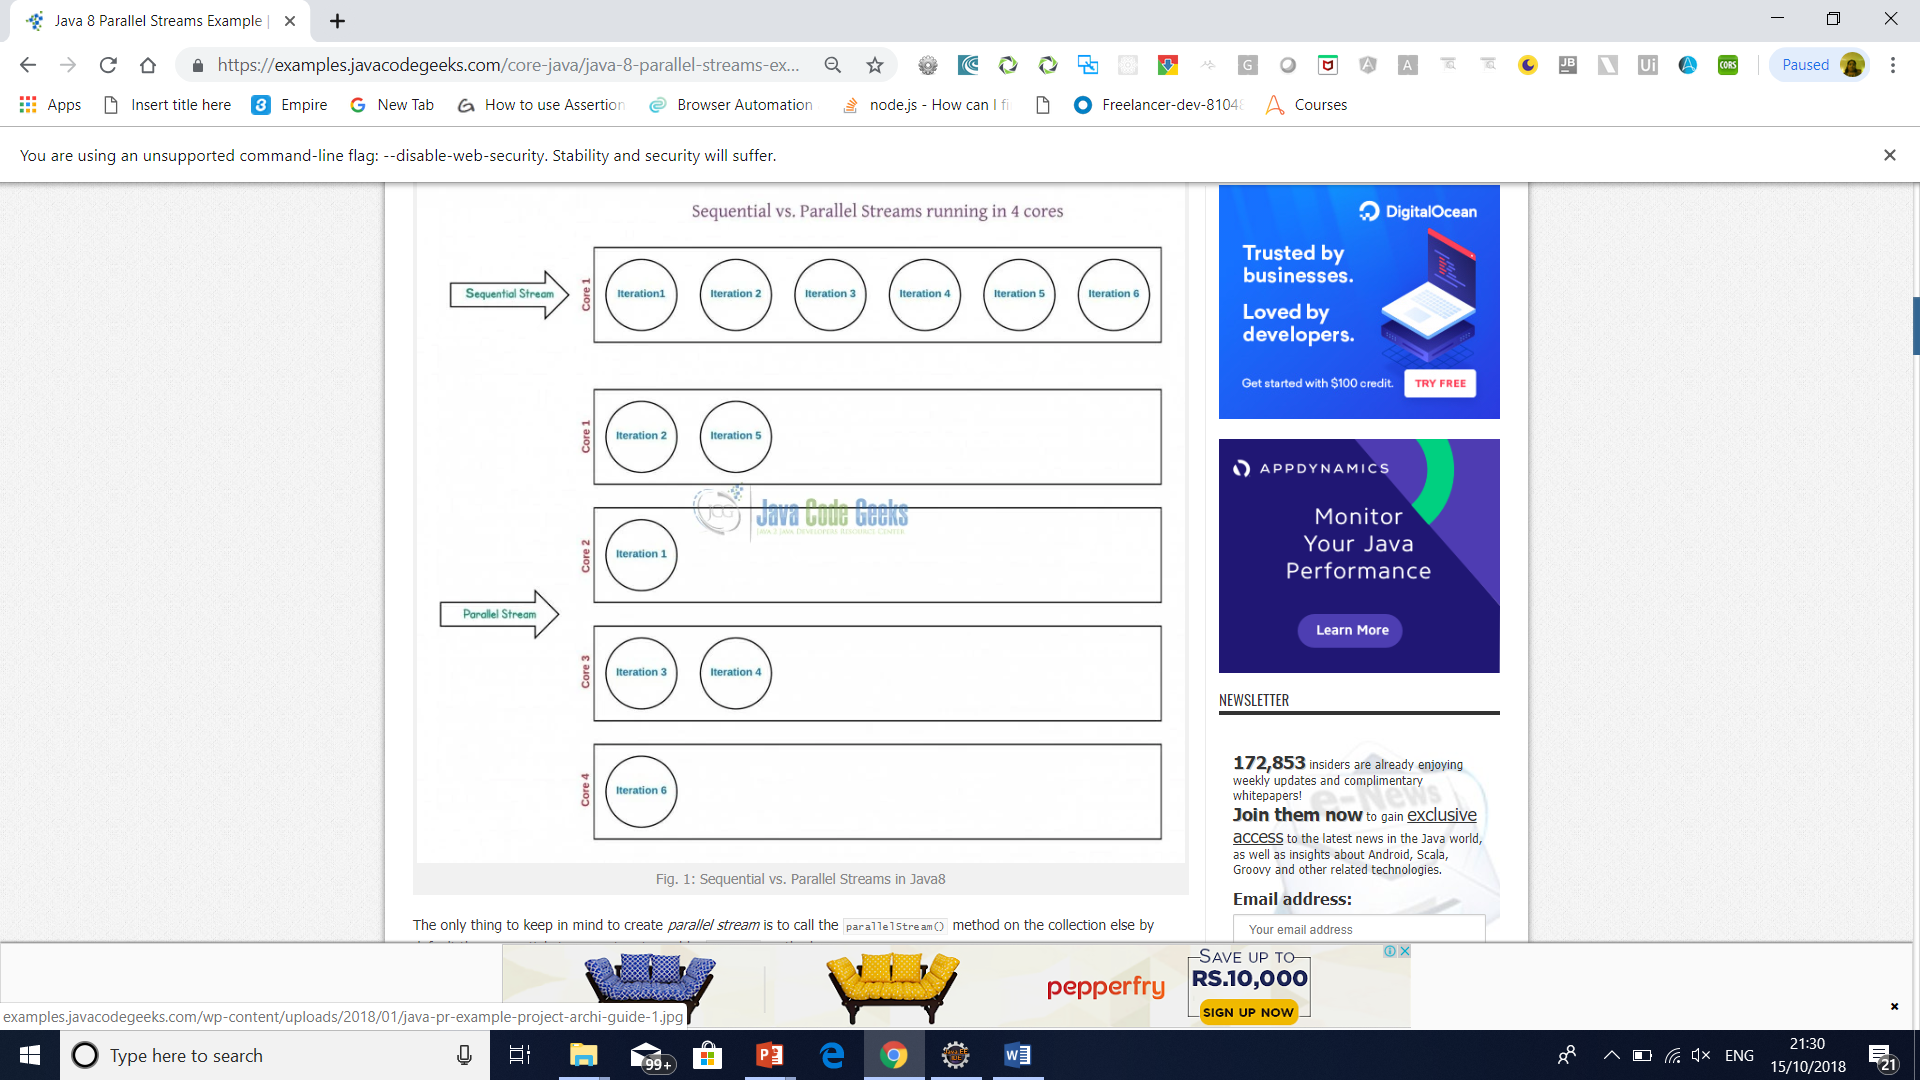 Java 8 Parallel Streams Example |
https://examples.javacodegeeks.com/core-java/java-8-parallel-streams-ex...
Paused
Apps
Insert title here
Empire
New Tab
How to use Assertion
Browser Automation
node.js - How can I fi
Freelancer-dev-8104
Courses
You are using an unsupported command-line flag: --disable-web-security. Stability and security will suffer.
Sequential vs. Parallel Streams running in 4 cores
Sequential Stream
Core 1
Iteration1
Iteration 2
Iteration 3
Iteration 4
Iteration 5
Iteration 6
Core 1
Iteration 2
Iteration 5
JCG
Java Code Geeks
JAVA 2 JAVA DEVELOPERS RESOURCE CENTER
Core 2
Iteration 1
Parallel Stream
Core 3
Iteration 3
Iteration 4
Core 4
Iteration 6
Fig. 1: Sequential vs. Parallel Streams in Java8
The only thing to keep in mind to create parallel stream is to call the parallelStream() method on the collection else by
DigitalOcean
Trusted by
businesses.
Loved by
developers.
Get started with $100 credit.
TRY FREE
APPDYNAMICS
Monitor
Your Java
Performance
Learn More
NEWSLETTER
172,853 insiders are already enjoying
weekly updates and complimentary
whitepapers!
e-News
Join them now to gain exclusive
access to the latest news in the Java world,
as well as insights about Android, Scala,
Groovy and other related technologies.
Email address:
Your email address
pepperfry
SAVE UP TO
RS.10,000
SIGN UP NOW
examples.javacodegeeks.com/wp-content/uploads/2018/01/java-pr-example-project-archi-guide-1.jpg
Type here to search
99+
ENG
21:30
15/10/2018
21